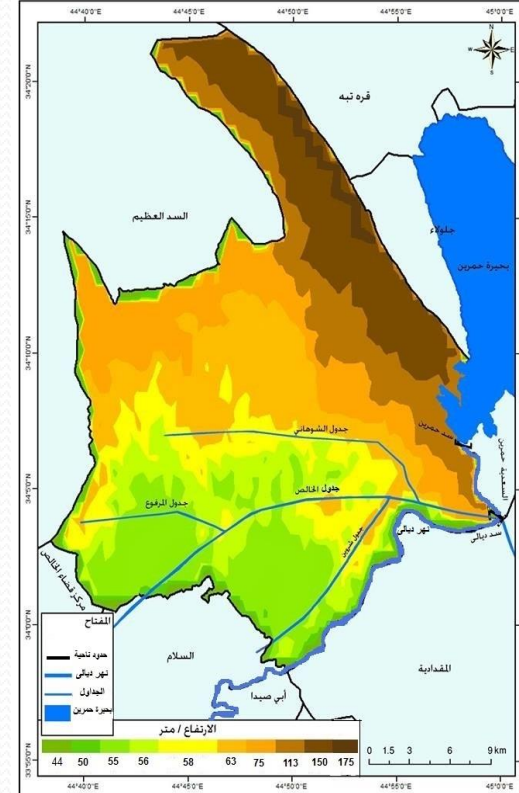 44°40'0"E 44°45'0"E 44°50'0"E 44°55'0"E 45°0'0"E
N
W E
S
34°20'0"N
قره تبه
34°15'0"N
السد العظيم
جلولاء
بحيرة حمرين
34°10'0"N
جدول الشوهاني
سد حمرين
السعدية حمرين
34°5'0"N
جدول الخالص
جدول المرفوع
نهر ديالى
سد ديالى
مركز قضاء الخالص
34°0'0"N
المفتاح
حدود ناحية
نهر ديالى
الجداول
بحيرة حمرين
السلام
المقدادية
أبي صيدا
الارتفاع / متر
44 50 55 56 58 63 75 113 150 175
0 1.5 3 6 9 km
33°55'0"N
44°40'0"E 44°45'0"E 44°50'0"E 44°55'0"E 45°0'0"E